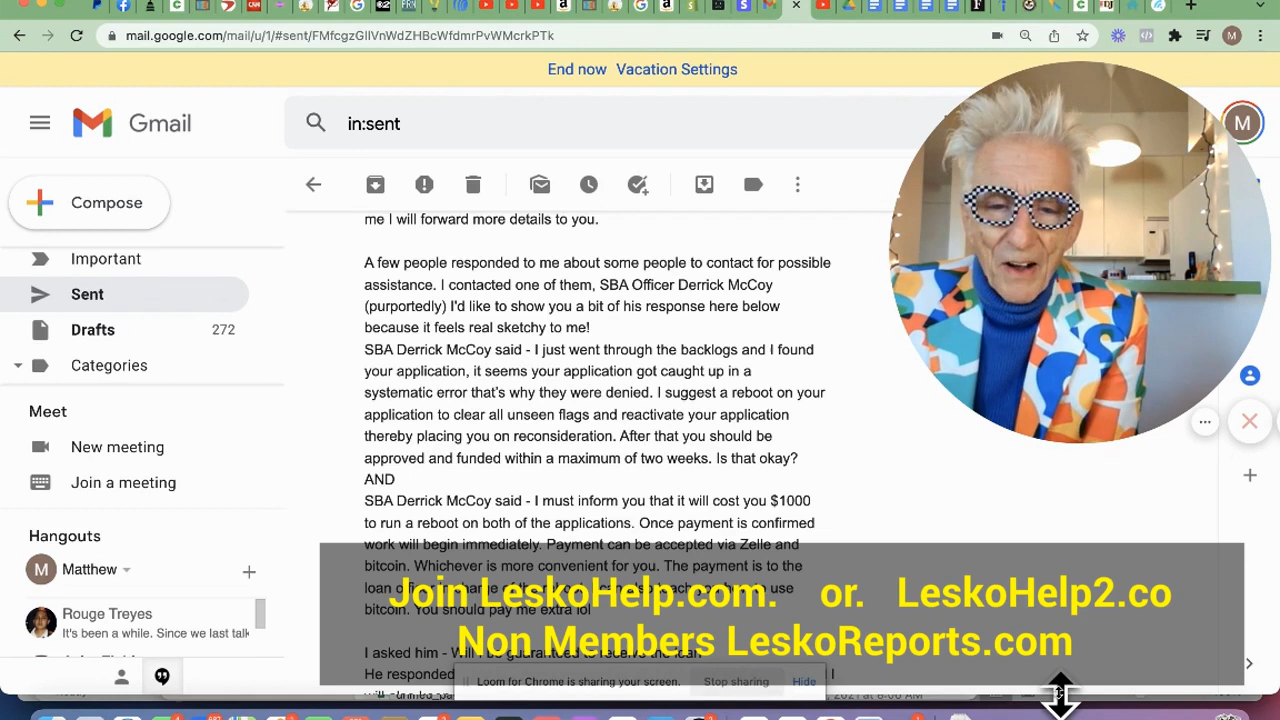 mail.google.com/mail/u/1/#sent/FMfcgzGllVnWdZHBcWfdmrPvWMcrkPTk
M
End now Vacation Settings
Gmail
in:sent
M
Compose
Important
Sent
Drafts 272
Categories
Meet
New meeting
Join a meeting
Hangouts
M Matthew
Rouge Treyes
It's been a while. Since we last talk
me I will forward more details to you.
A few people responded to me about some people to contact for possible
assistance. I contacted one of them, SBA Officer Derrick McCoy
(purportedly) I'd like to show you a bit of his response here below
because it feels real sketchy to me!
SBA Derrick McCoy said - I just went through the backlogs and I found
your application, it seems your application got caught up in a
systematic error that's why they were denied. I suggest a reboot on your
application to clear all unseen flags and reactivate your application
thereby placing you on reconsideration. After that you should be
approved and funded within a maximum of two weeks. Is that okay?
AND
SBA Derrick McCoy said - I must inform you that it will cost you $1000
to run a reboot on both of the applications. Once payment is confirmed
work will begin immediately. Payment can be accepted via Zelle and
bitcoin. Whichever is more convenient for you. The payment is to the
loan use
bitcoin. You should pay me extra lol
Join LeskoHelp.com. or. LeskoHelp2.co
Non Members LeskoReports.com
I asked him -
He responded
Loom for Chrome is sharing your screen. Stop sharing Hide